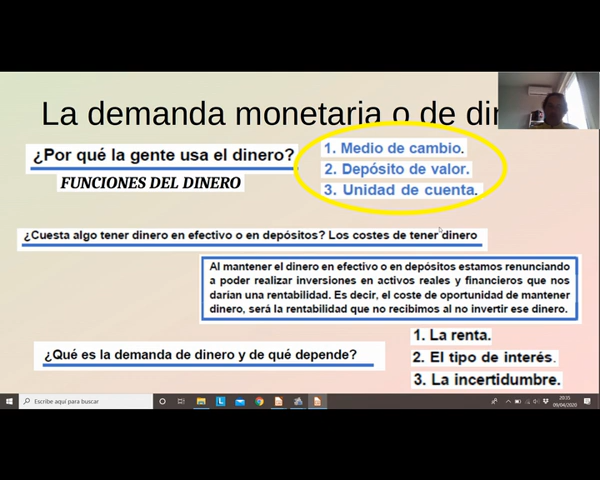 La demanda monetaria o de
¿Por qué la gente usa el dinero?
FUNCIONES DEL DINERO
1. Medio de cambio.
2. Depósito de valor.
3. Unidad de cuenta.
¿Cuesta algo tener dinero en efectivo o en depósitos? Los costes de tener dinero
Al mantener el dinero en efectivo o en depósitos estamos renunciando
a poder realizar inversiones en activos reales y financieros que nos
darían una rentabilidad. Es decir, el coste de oportunidad de mantener
dinero, será la rentabilidad que no recibimos al no invertir ese dinero.
¿Qué es la demanda de dinero y de qué depende?
1. La renta.
2. El tipo de interés.
3. La incertidumbre.
Escribe aquí para buscar
20:35
09/04/2020